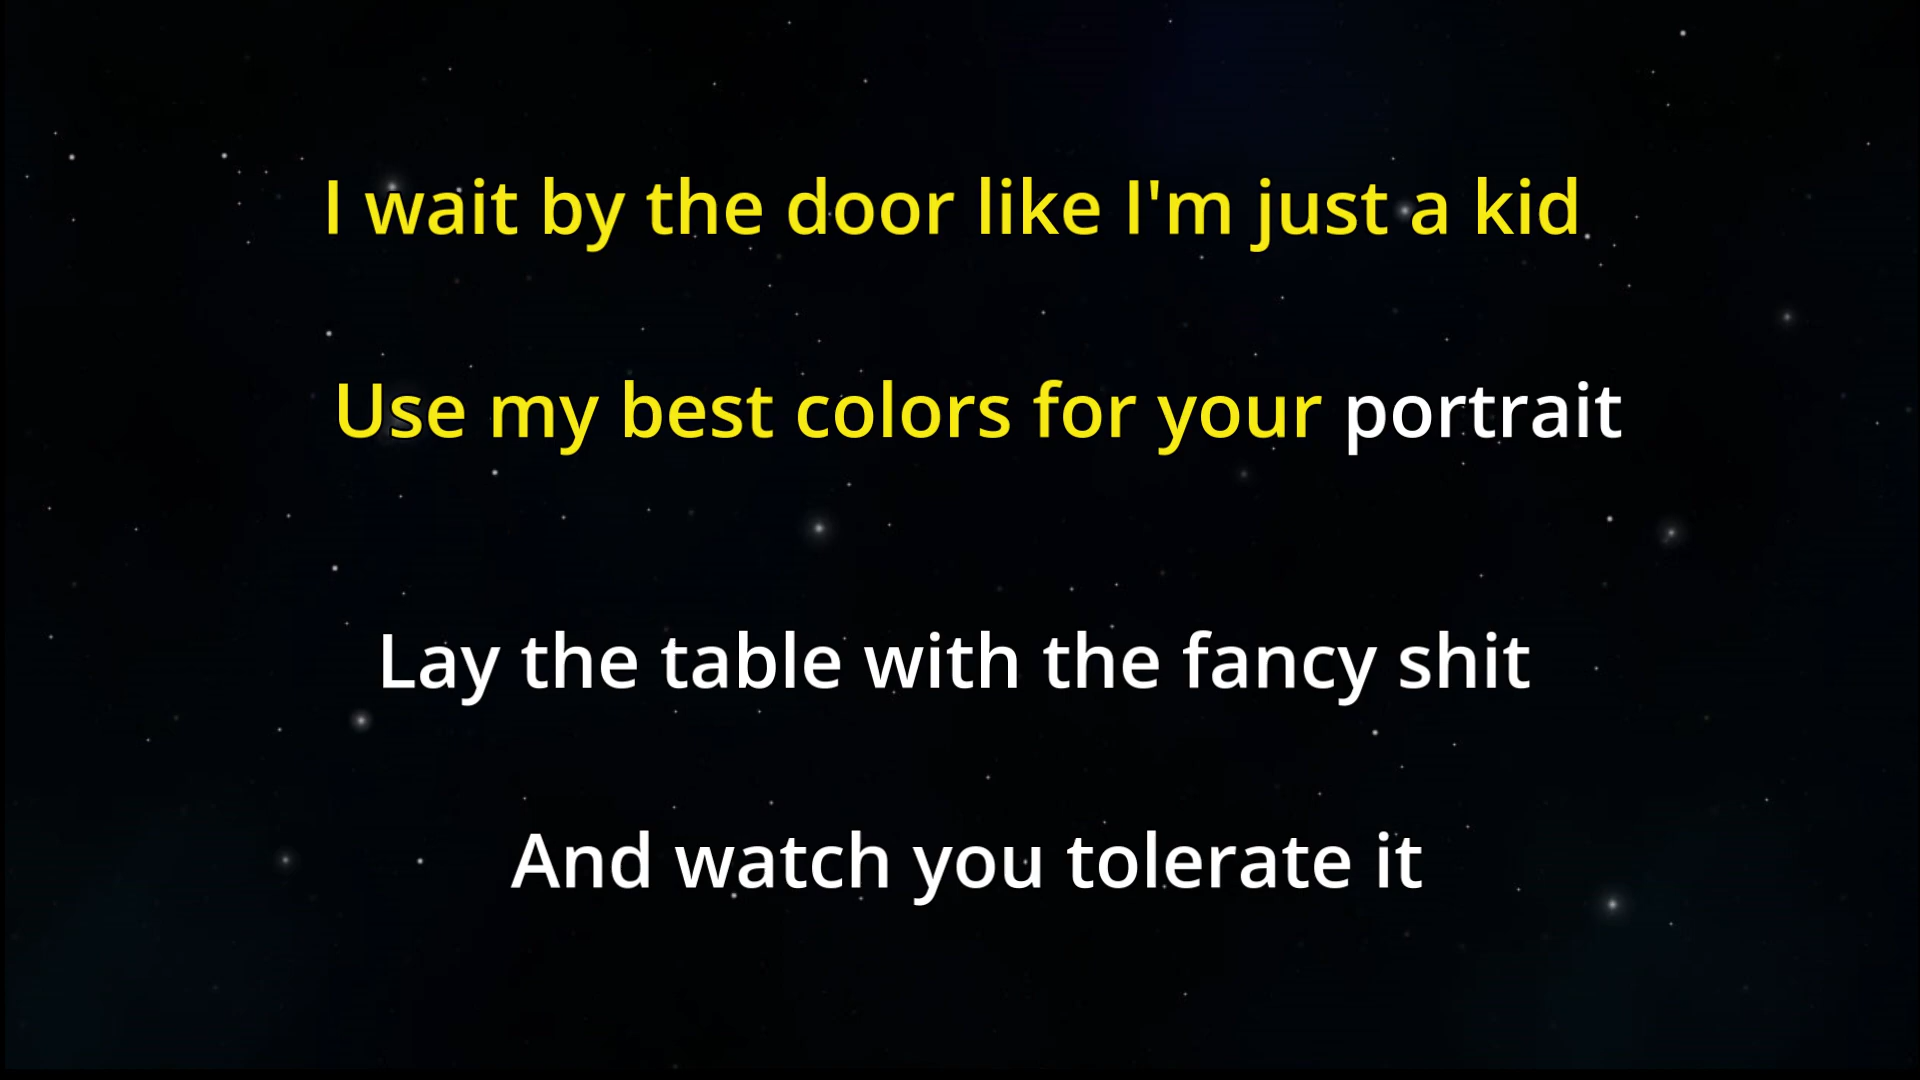 I wait by the door like I'm just a kid
Use my best colors for your portrait
Lay the table with the fancy shit
And watch you tolerate it